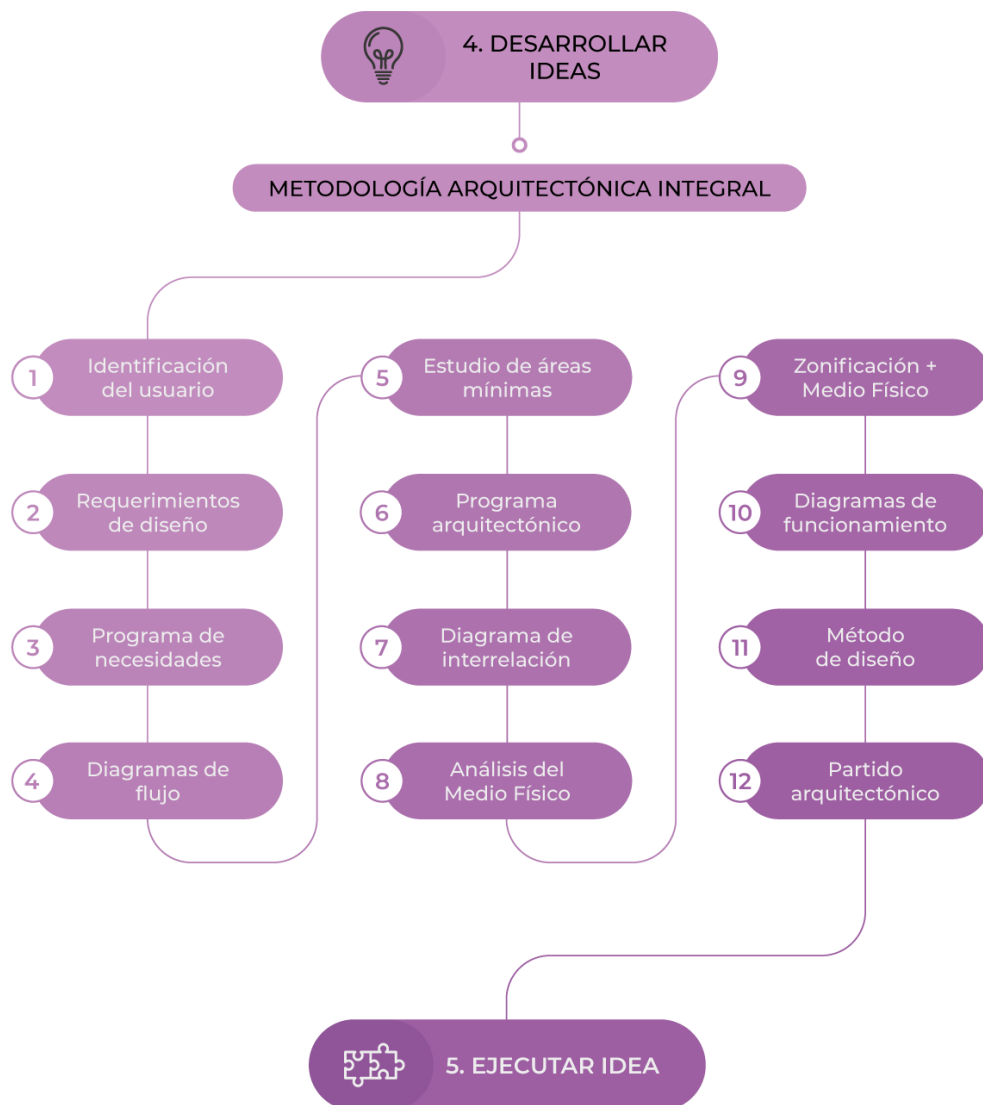 4. DESARROLLAR
IDEAS
METODOLOGÍA ARQUITECTÓNICA INTEGRAL
1
Identificación
del usuario
2
Requerimientos
de diseño
3
Programa de
necesidades
4
Diagramas de
flujo
5
Estudio de áreas
mínimas
6
Programa
arquitectónico
7
Diagrama de
interrelación
8
Análisis del
Medio Físico
9
Zonificación +
Medio Físico
10
Diagramas de
funcionamiento
11
Método
de diseño
12
Partido
arquitectónico
5. EJECUTAR IDEA